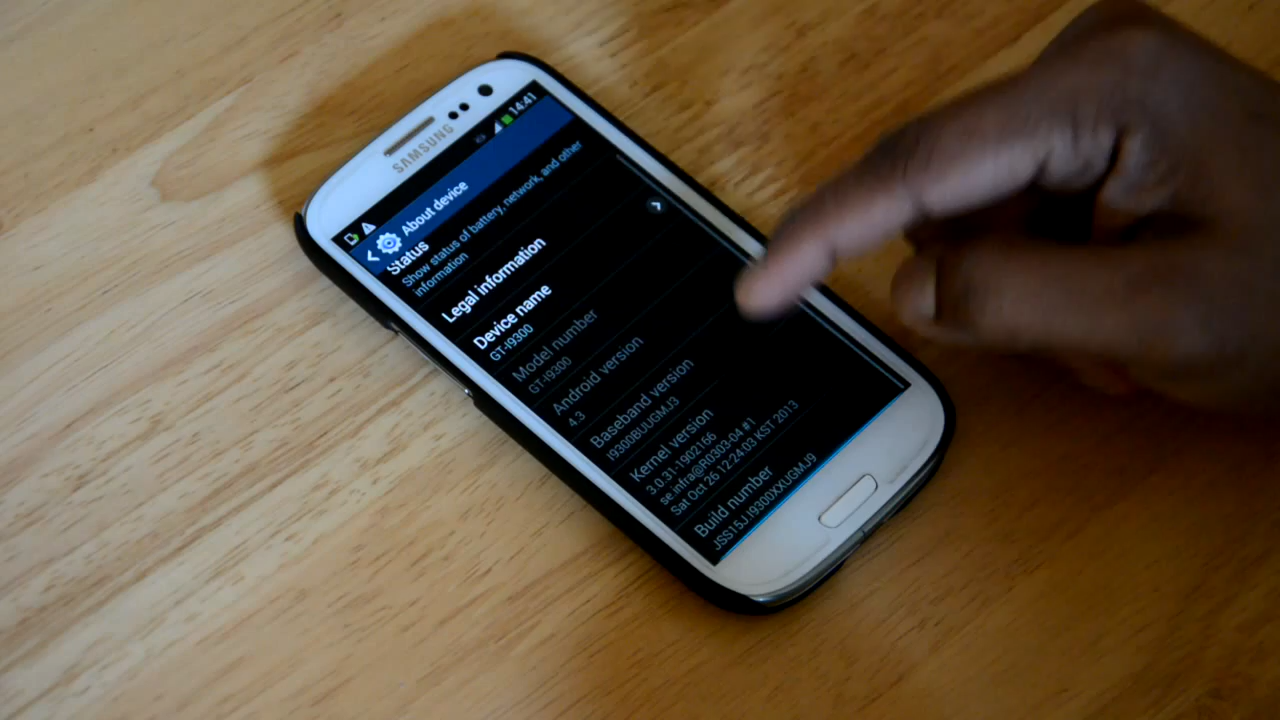 SAMSUNG
14:41
About device
Status
Show status of battery, network, and other
information
Legal information
Device name
GT-I9300
Model number
GT-I9300
Android version
4.3
Baseband version
I9300BUUGMJ3
Kernel version
3.0.31-1902166
se.infra@R0303-04 #1
Sat Oct 26 12:24:03 KST 2013
Build number
JSS15J.I9300XXUGMJ9